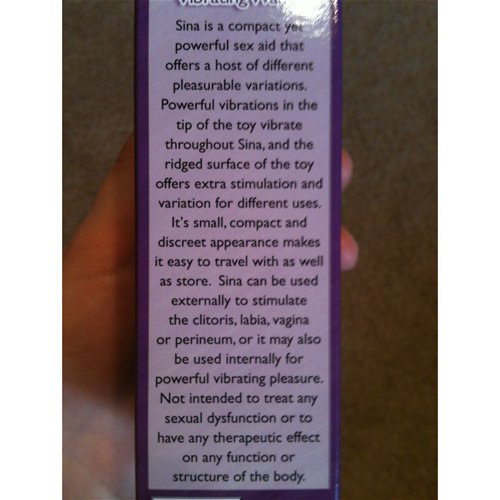 Sina is a compact yet
powerful sex aid that
offers a host of different
pleasurable variations.
Powerful vibrations in the
tip of the toy vibrate
throughout Sina, and the
ridged surface of the toy
offers extra stimulation and
variation for different uses.
It's small, compact and
discreet appearance makes
it easy to travel with as well
as store. Sina can be used
externally to stimulate
the clitoris, labia, vagina
or perineum, or it may also
be used internally for
powerful vibrating pleasure.
Not intended to treat any
sexual dysfunction or to
have any therapeutic effect
on any function or
structure of the body.